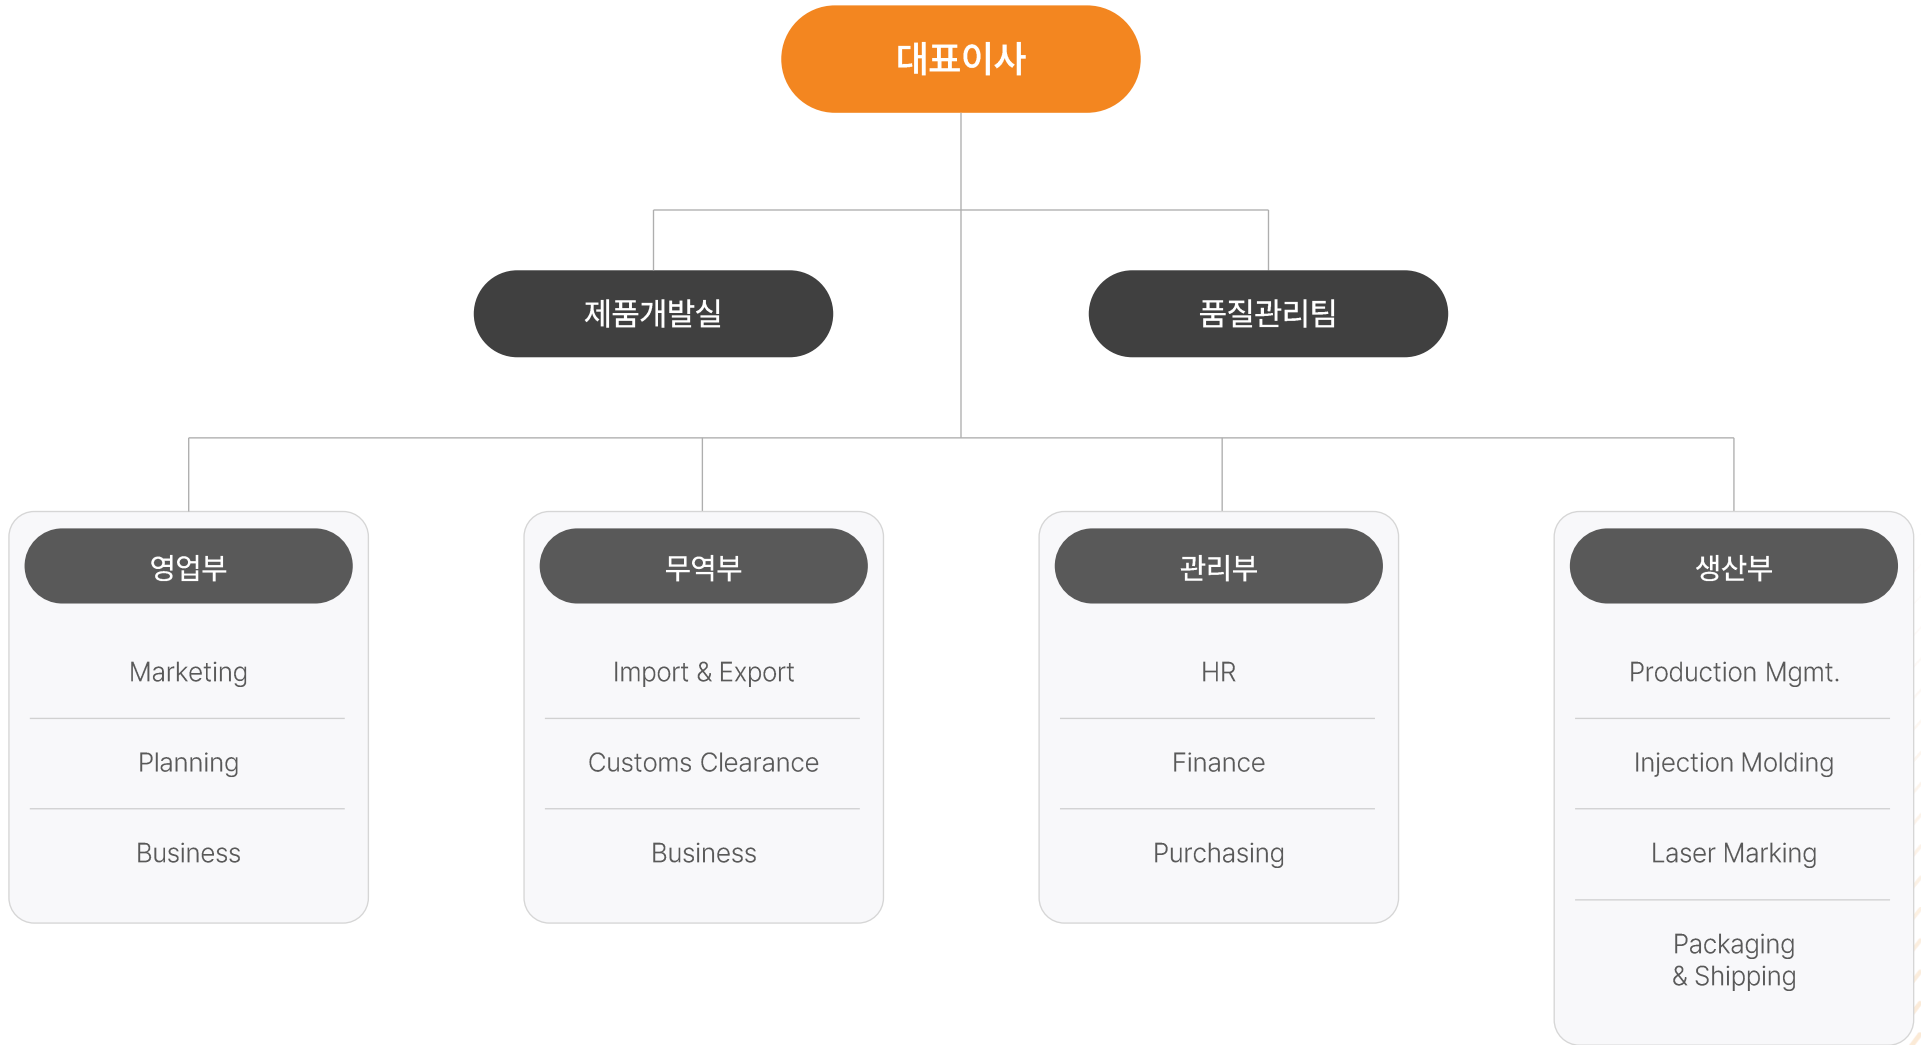 대표이사
제품개발실
품질관리팀
영업부
Marketing
Planning
Business
무역부
Import & Export
Customs Clearance
Business
관리부
HR
Finance
Purchasing
생산부
Production Mgmt.
Injection Molding
Laser Marking
Packaging
& Shipping